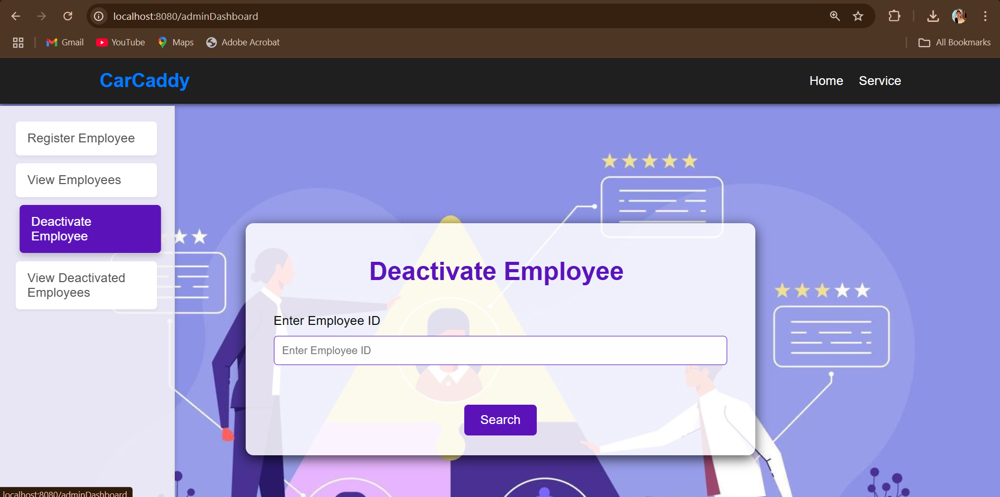 localhost:8080/adminDashboard
Gmail
YouTube
Maps
Adobe Acrobat
All Bookmarks
CarCaddy
Home
Service
Register Employee
View Employees
Deactivate
Employee
View Deactivated
Employees
Deactivate Employee
Enter Employee ID
Enter Employee ID
Search
localhost:8080/adminDashboard